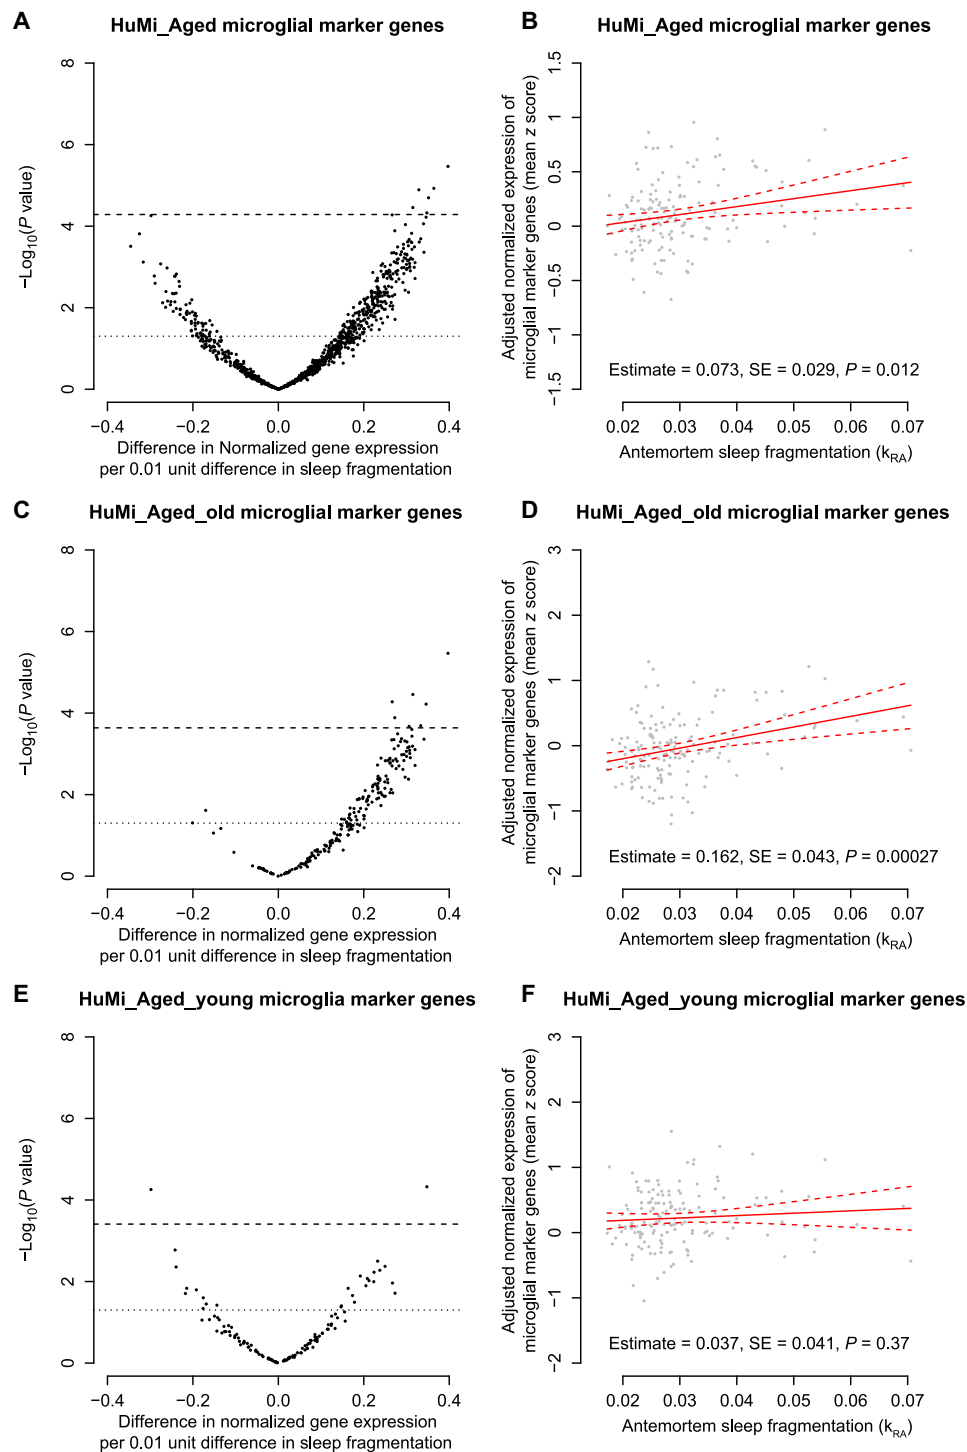 A
HuMi_Aged microglial marker genes
8
6
4
2
0
−Log10(P value)
−0.4
−0.2
0.0
0.2
0.4
Difference in Normalized gene expression
per 0.01 unit difference in sleep fragmentation
B
HuMi_Aged microglial marker genes
1.5
1
0.5
0
−0.5
−1
−1.5
Adjusted normalized expression of
microglial marker genes (mean z score)
Estimate = 0.073, SE = 0.029, P = 0.012
0.02
0.03
0.04
0.05
0.06
0.07
Antemortem sleep fragmentation (kRA)
C
HuMi_Aged_old microglial marker genes
8
6
4
2
0
−Log10(P value)
−0.4
−0.2
0.0
0.2
0.4
Difference in normalized gene expression
per 0.01 unit difference in sleep fragmentation
D
HuMi_Aged_old microglial marker genes
3
2
1
0
−1
−2
Adjusted normalized expression of
microglial marker genes (mean z score)
Estimate = 0.162, SE = 0.043, P = 0.00027
0.02
0.03
0.04
0.05
0.06
0.07
Antemortem sleep fragmentation (kRA)
E
HuMi_Aged_young microglia marker genes
8
6
4
2
0
−Log10(P value)
−0.4
−0.2
0.0
0.2
0.4
Difference in normalized gene expression
per 0.01 unit difference in sleep fragmentation
F
HuMi_Aged_young microglial marker genes
3
2
1
0
−1
−2
Adjusted normalized expression of
microglial marker genes (mean z score)
Estimate = 0.037, SE = 0.041, P = 0.37
0.02
0.03
0.04
0.05
0.06
0.07
Antemortem sleep fragmentation (kRA)